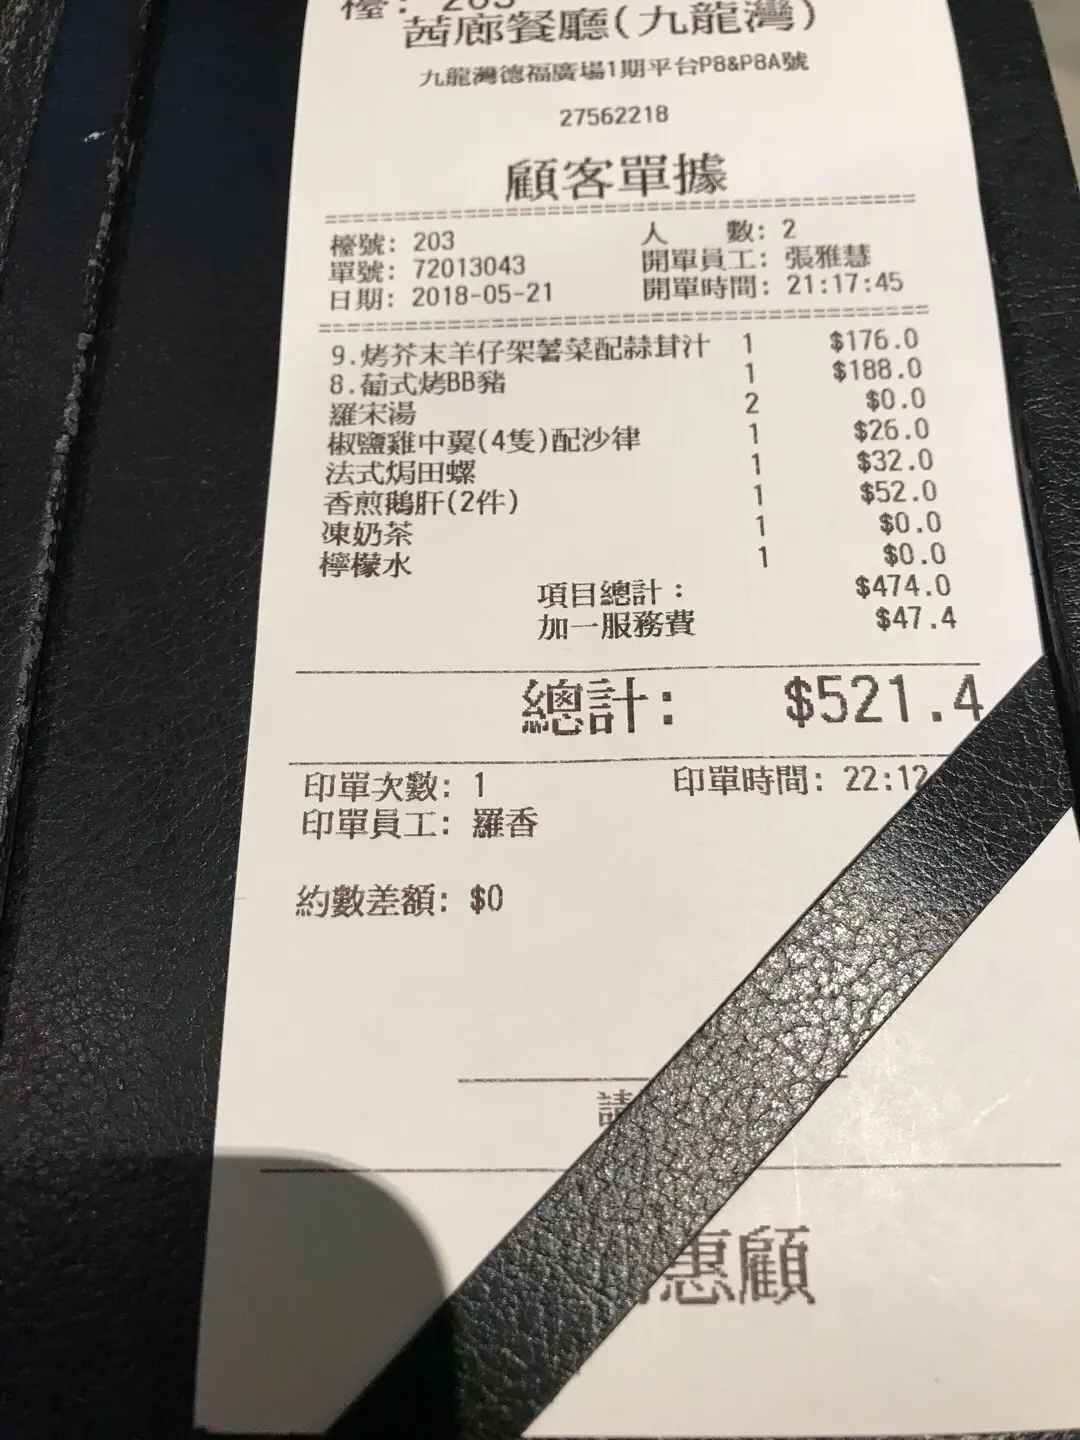 檯: 203
茜廊餐廳(九龍灣)
九龍灣德福廣場1期平台P8&P8A號
27562218
顧客單據
檯號: 203 人 數: 2
單號: 72013043 開單員工: 張雅慧
日期: 2018-05-21 開單時間: 21:17:45
9.烤芥末羊仔架薯菜配蒜茸汁 1 $176.0
8.葡式烤BB豬 1 $188.0
羅宋湯 2 $0.0
椒鹽雞中翼(4隻)配沙律 1 $26.0
法式焗田螺 1 $32.0
香煎鵝肝(2件) 1 $52.0
凍奶茶 1 $0.0
檸檬水 1 $0.0
項目總計: $474.0
加一服務費 $47.4
總計: $521.4
印單次數: 1 印單時間: 22:12
印單員工: 羅香
約數差額: $0
請
惠顧